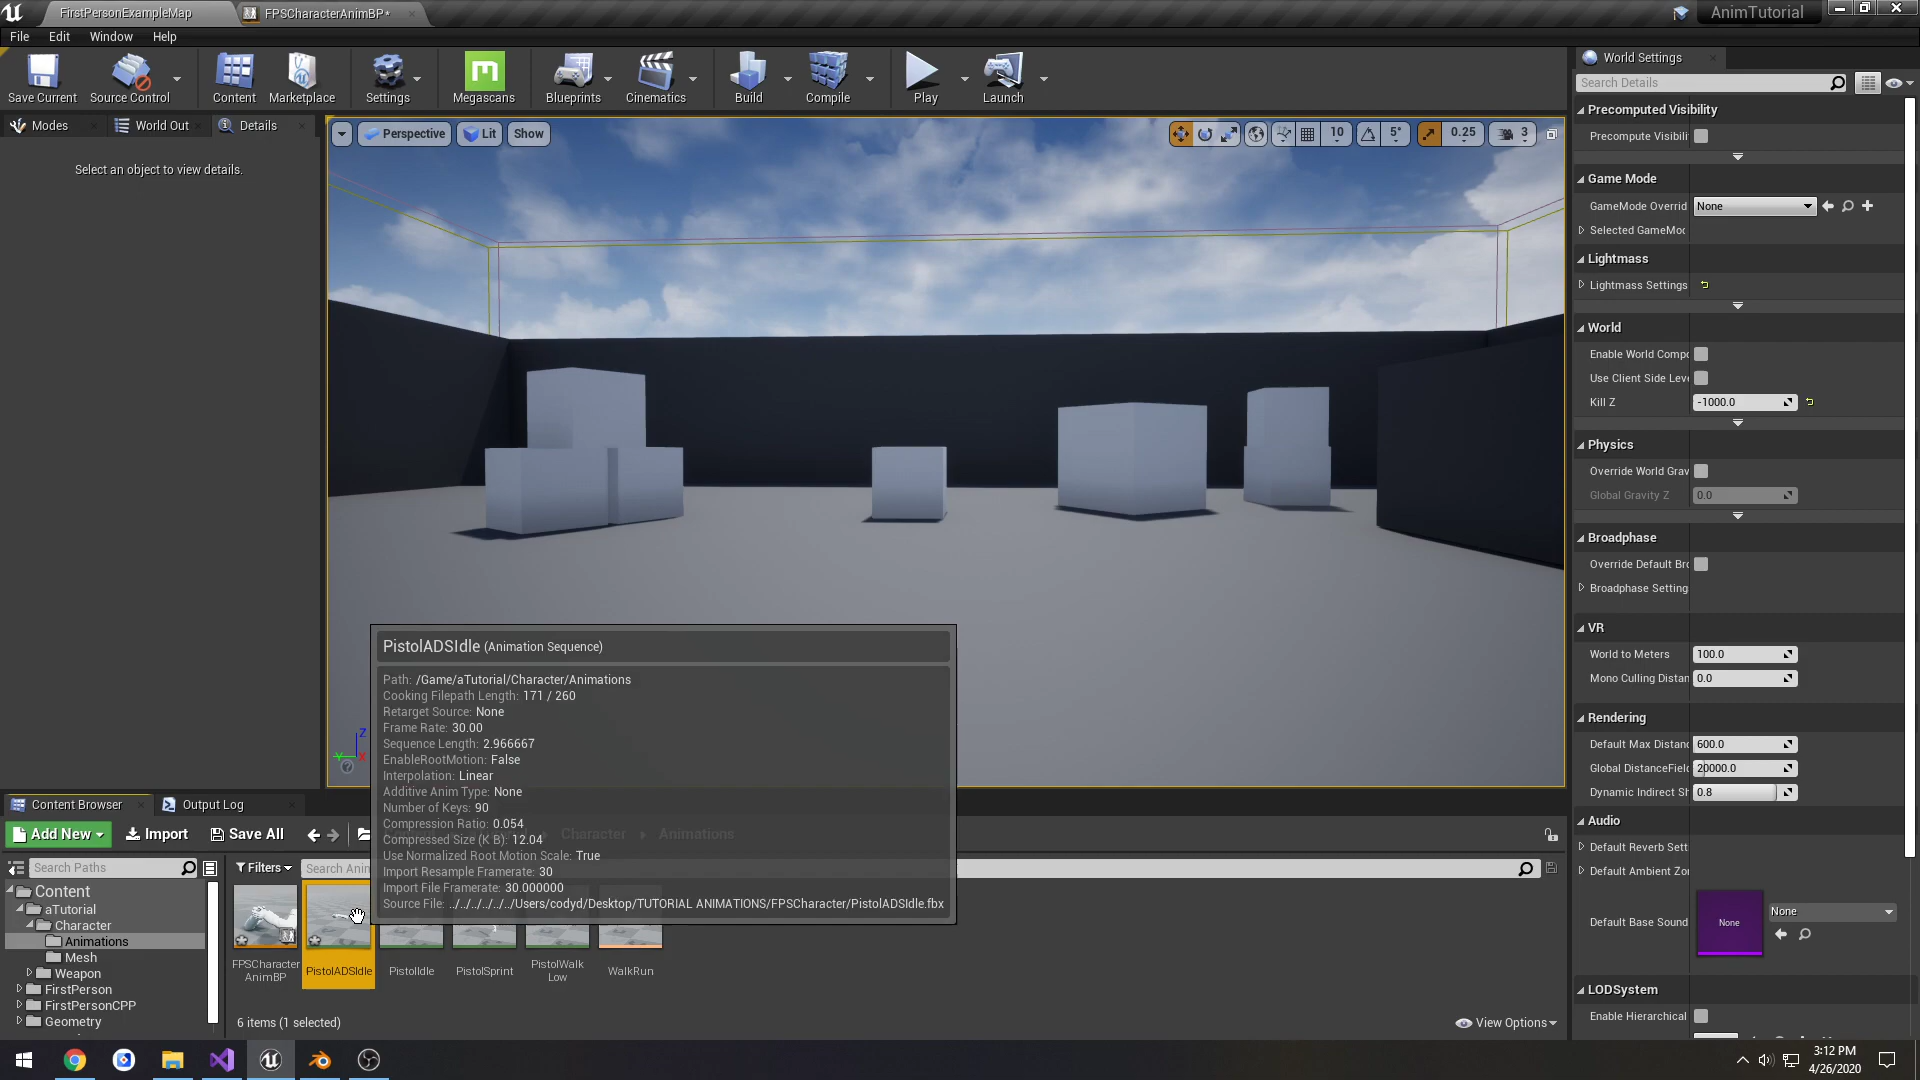 FirstPersonExampleMap
FPSCharacterAnimBP*
AnimTutorial
File Edit Window Help
Save Current
Source Control
Content
Marketplace
Settings
Megascans
Blueprints
Cinematics
Build
Compile
Play
Launch
Modes
World Out
Details
Select an object to view details.
Perspective
Lit
Show
10
5°
0.25
3
World Settings
Search Details
Precomputed Visibility
Precompute Visibili
Game Mode
GameMode Overrid
None
Selected GameMod
Lightmass
Lightmass Settings
World
Enable World Compo
Use Client Side Leve
Kill Z
-1000.0
Physics
Override World Grav
Global Gravity Z
0.0
Broadphase
Override Default Bro
Broadphase Setting
VR
World to Meters
100.0
Mono Culling Distan
0.0
Rendering
Default Max Distanc
600.0
Global DistanceField
20000.0
Dynamic Indirect Sh
0.8
Audio
Default Reverb Sett
Default Ambient Zor
Default Base Sound
None
None
LODSystem
Enable Hierarchical
PistolADSIdle (Animation Sequence)
Path: /Game/aTutorial/Character/Animations
Cooking Filepath Length: 171 / 260
Retarget Source: None
Frame Rate: 30.00
Sequence Length: 2.966667
EnableRootMotion: False
Interpolation: Linear
Additive Anim Type: None
Number of Keys: 90
Compression Ratio: 0.054
Compressed Size (K B): 12.04
Use Normalized Root Motion Scale: True
Import Resample Framerate: 30
Import File Framerate: 30.000000
Source File: ../../../../../../Users/codyd/Desktop/TUTORIAL ANIMATIONS/FPSCharacter/PistolADSIdle.fbx
Z
Y
X
Content Browser
Output Log
Add New
Import
Save All
Character
Animations
Search Paths
Filters
Search Anim
Content
aTutorial
Character
Animations
Mesh
Weapon
FirstPerson
FirstPersonCPP
Geometry
FPSCharacter
AnimBP
PistolADSIdle
PistolIdle
PistolSprint
PistolWalk
Low
WalkRun
6 items (1 selected)
View Options
3:12 PM
4/26/2020